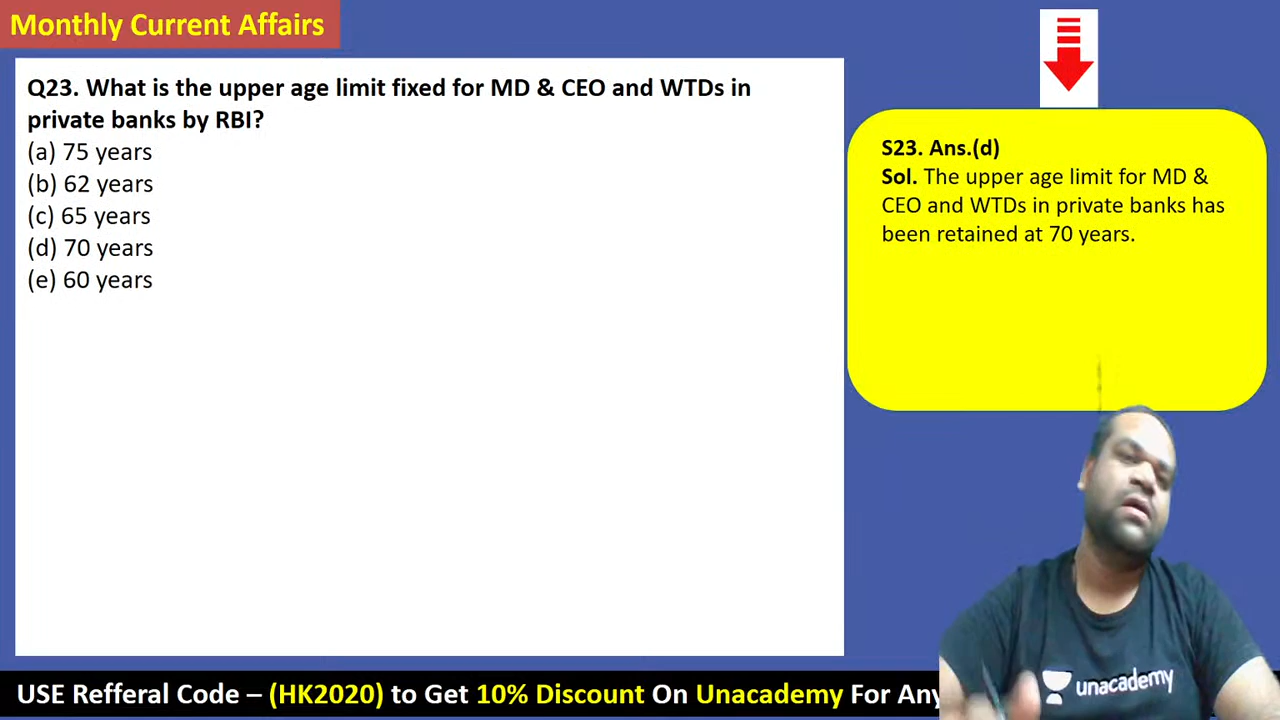 Monthly Current Affairs
Q23. What is the upper age limit fixed for MD & CEO and WTDs in
private banks by RBI?
(a) 75 years
(b) 62 years
(c) 65 years
(d) 70 years
(e) 60 years
S23. Ans.(d)
Sol. The upper age limit for MD &
CEO and WTDs in private banks has
been retained at 70 years.
unacademy
USE Refferal Code – (HK2020) to Get 10% Discount On Unacademy For Any